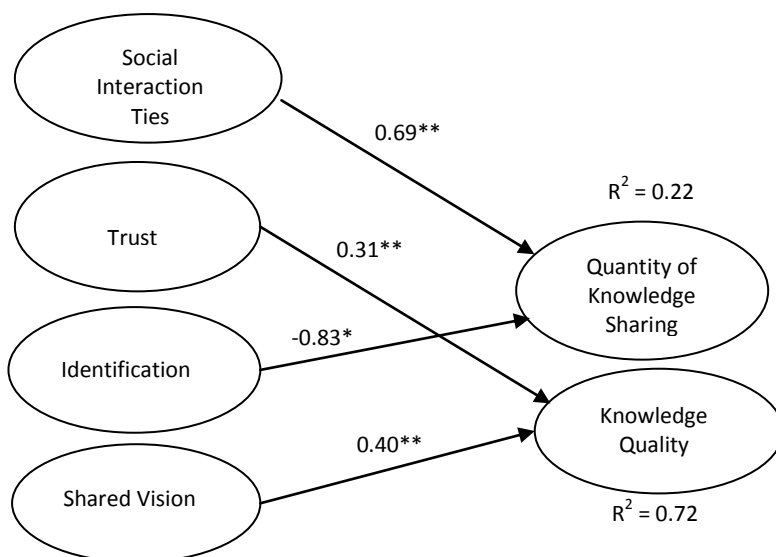 Social
Interaction
Ties
0.69**
R² = 0.22
Trust
0.31**
Quantity of
Knowledge
Sharing
-0.83*
Identification
Knowledge
Quality
0.40**
Shared Vision
R² = 0.72